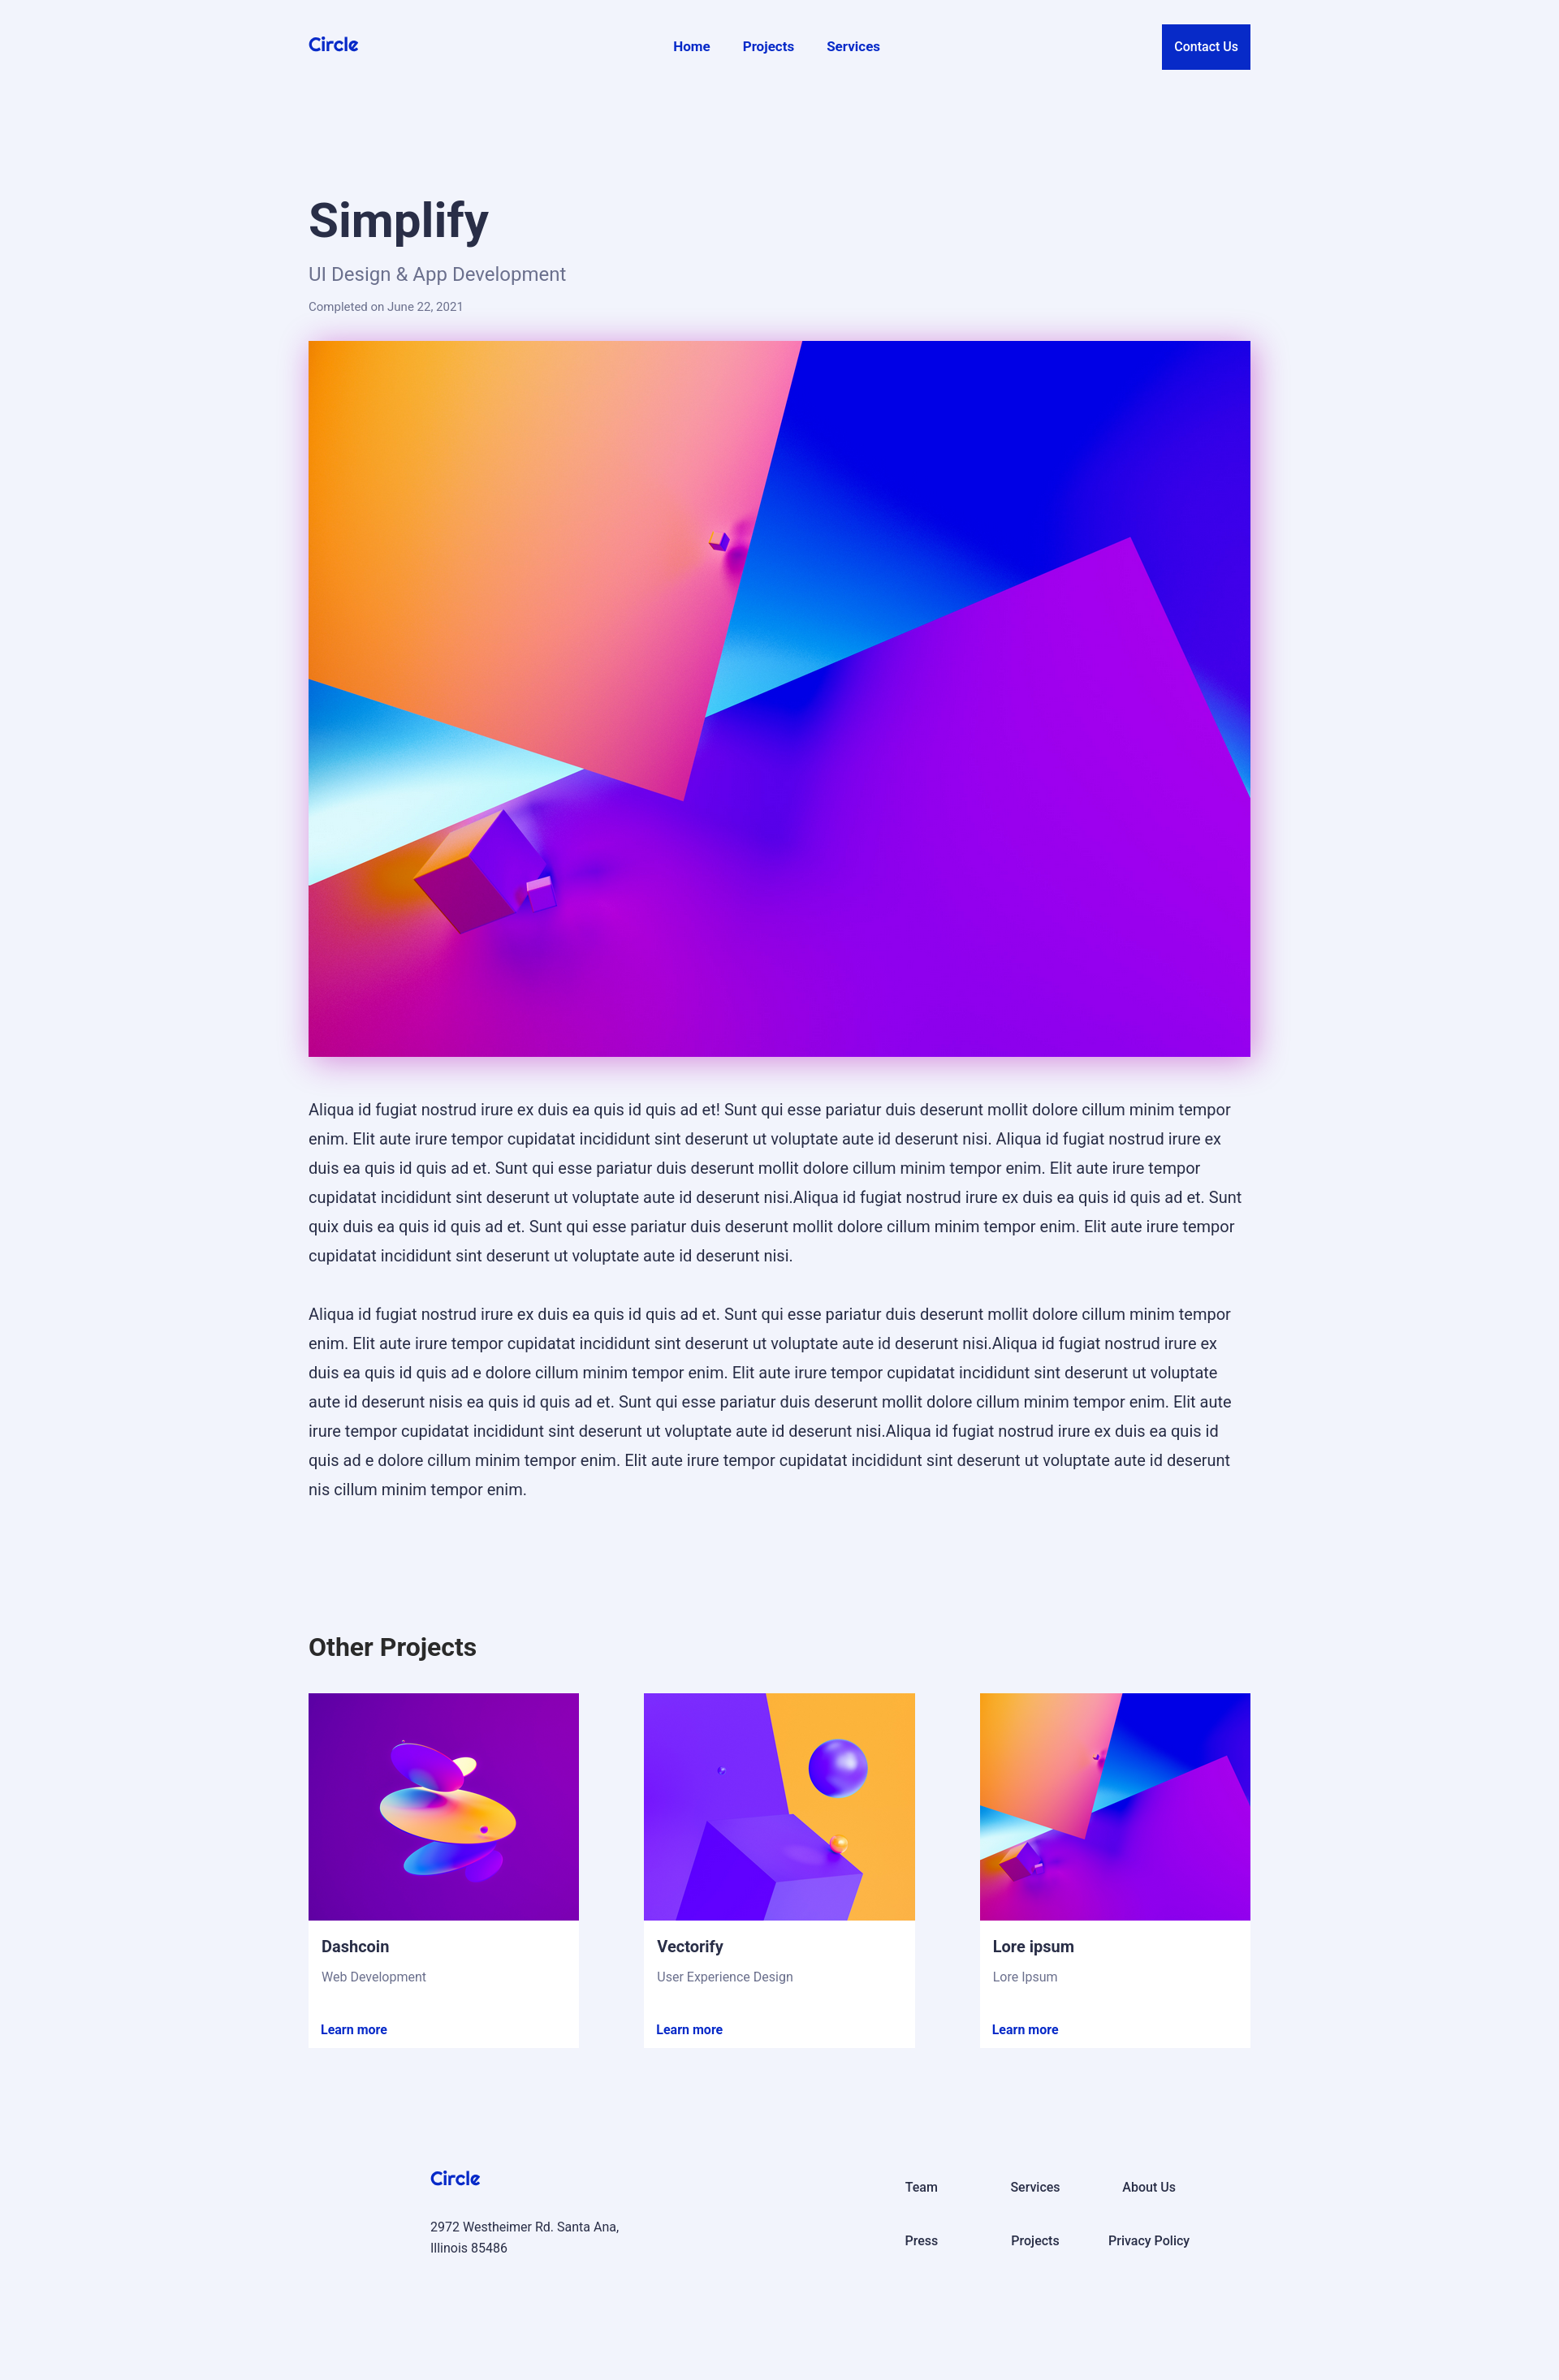 Circle
Home Projects Services
Contact Us
Simplify
UI Design & App Development
Completed on June 22, 2021
Aliqua id fugiat nostrud irure ex duis ea quis id quis ad et! Sunt qui esse pariatur duis deserunt mollit dolore cillum minim tempor
enim. Elit aute irure tempor cupidatat incididunt sint deserunt ut voluptate aute id deserunt nisi. Aliqua id fugiat nostrud irure ex
duis ea quis id quis ad et. Sunt qui esse pariatur duis deserunt mollit dolore cillum minim tempor enim. Elit aute irure tempor
cupidatat incididunt sint deserunt ut voluptate aute id deserunt nisi.Aliqua id fugiat nostrud irure ex duis ea quis id quis ad et. Sunt
quix duis ea quis id quis ad et. Sunt qui esse pariatur duis deserunt mollit dolore cillum minim tempor enim. Elit aute irure tempor
cupidatat incididunt sint deserunt ut voluptate aute id deserunt nisi.
Aliqua id fugiat nostrud irure ex duis ea quis id quis ad et. Sunt qui esse pariatur duis deserunt mollit dolore cillum minim tempor
enim. Elit aute irure tempor cupidatat incididunt sint deserunt ut voluptate aute id deserunt nisi.Aliqua id fugiat nostrud irure ex
duis ea quis id quis ad e dolore cillum minim tempor enim. Elit aute irure tempor cupidatat incididunt sint deserunt ut voluptate
aute id deserunt nisis ea quis id quis ad et. Sunt qui esse pariatur duis deserunt mollit dolore cillum minim tempor enim. Elit aute
irure tempor cupidatat incididunt sint deserunt ut voluptate aute id deserunt nisi.Aliqua id fugiat nostrud irure ex duis ea quis id
quis ad e dolore cillum minim tempor enim. Elit aute irure tempor cupidatat incididunt sint deserunt ut voluptate aute id deserunt
nis cillum minim tempor enim.
Other Projects
Dashcoin
Web Development
Learn more
Vectorify
User Experience Design
Learn more
Lore ipsum
Lore Ipsum
Learn more
Circle
2972 Westheimer Rd. Santa Ana,
Illinois 85486
Team Services About Us
Press Projects Privacy Policy